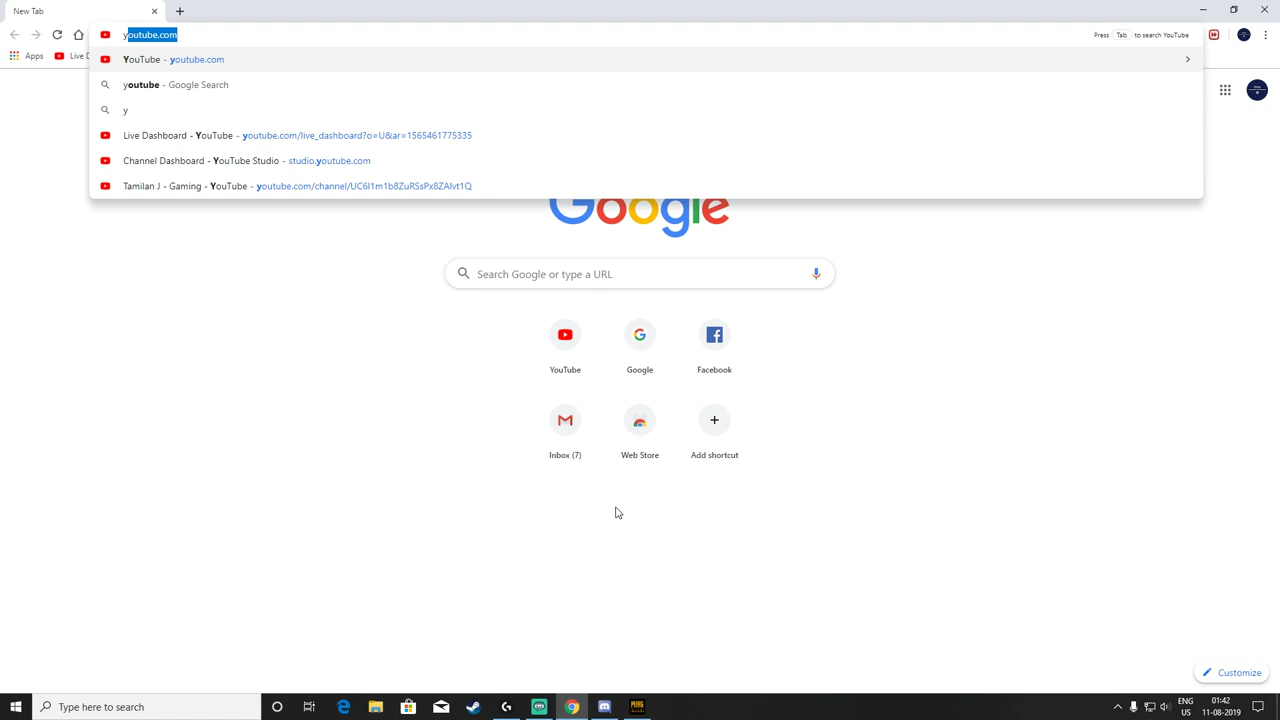 New Tab
youtube.com
Press Tab to search YouTube
Apps
Live D
YouTube - youtube.com
youtube - Google Search
y
Live Dashboard - YouTube - youtube.com/live_dashboard?o=U&ar=1565461775335
Channel Dashboard - YouTube Studio - studio.youtube.com
Tamilan J - Gaming - YouTube - youtube.com/channel/UC6I1m1b8ZuRSsPx8ZAlvt1Q
Google
Search Google or type a URL
YouTube
Google
Facebook
Inbox (7)
Web Store
Add shortcut
Customize
Type here to search
PUBG
ENG
US
01:42
11-08-2019